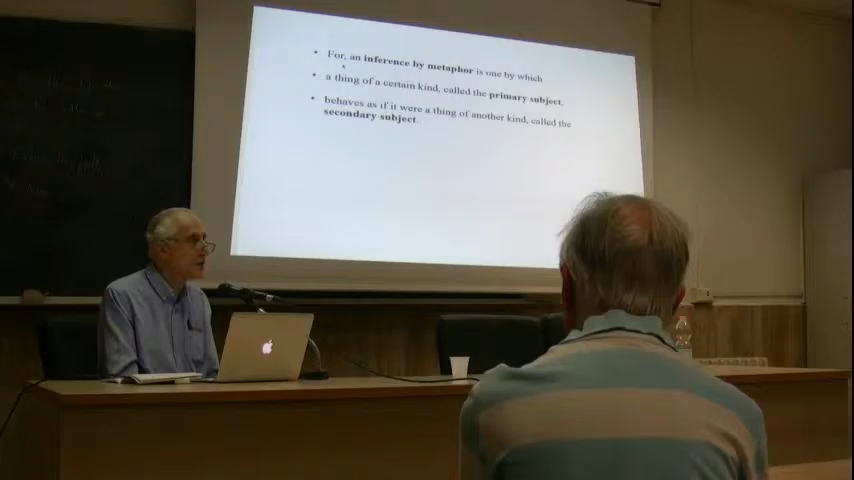 • For, an inference by metaphor is one by which
• a thing of a certain kind, called the primary subject,
• behaves as if it were a thing of another kind, called the
secondary subject.